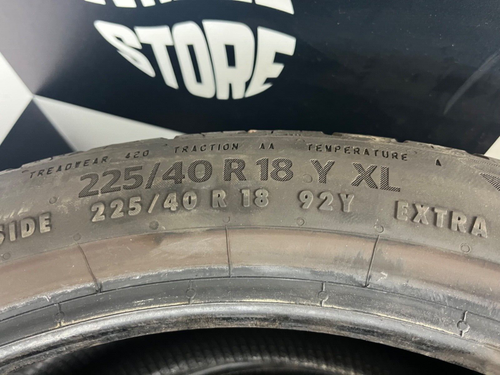 STORE
TREADWEAR 420 TRACTION AA TEMPERATURE A
225/40 R 18 Y XL
SIDE 225/40 R 18 92Y EXTRA